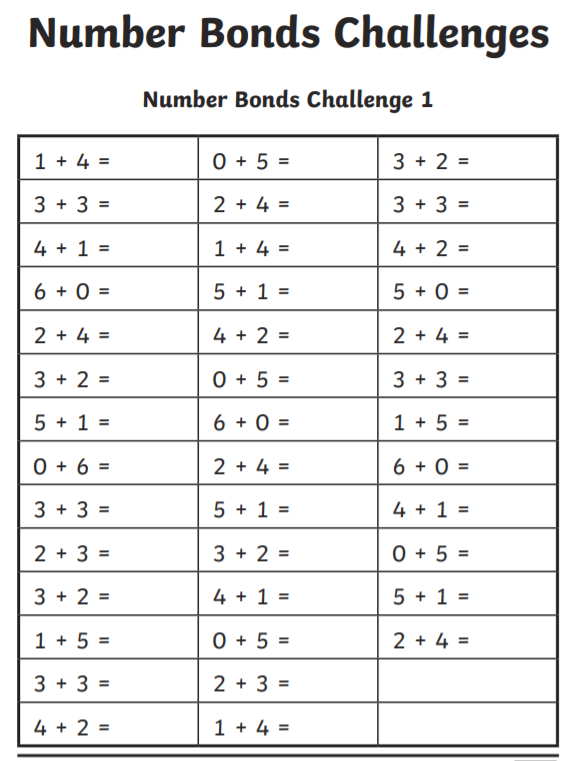 Number Bonds Challenges
Number Bonds Challenge 1
1 + 4 = 0 + 5 = 3 + 2 =
3 + 3 = 2 + 4 = 3 + 3 =
4 + 1 = 1 + 4 = 4 + 2 =
6 + 0 = 5 + 1 = 5 + 0 =
2 + 4 = 4 + 2 = 2 + 4 =
3 + 2 = 0 + 5 = 3 + 3 =
5 + 1 = 6 + 0 = 1 + 5 =
0 + 6 = 2 + 4 = 6 + 0 =
3 + 3 = 5 + 1 = 4 + 1 =
2 + 3 = 3 + 2 = 0 + 5 =
3 + 2 = 4 + 1 = 5 + 1 =
1 + 5 = 0 + 5 = 2 + 4 =
3 + 3 = 2 + 3 =
4 + 2 = 1 + 4 =